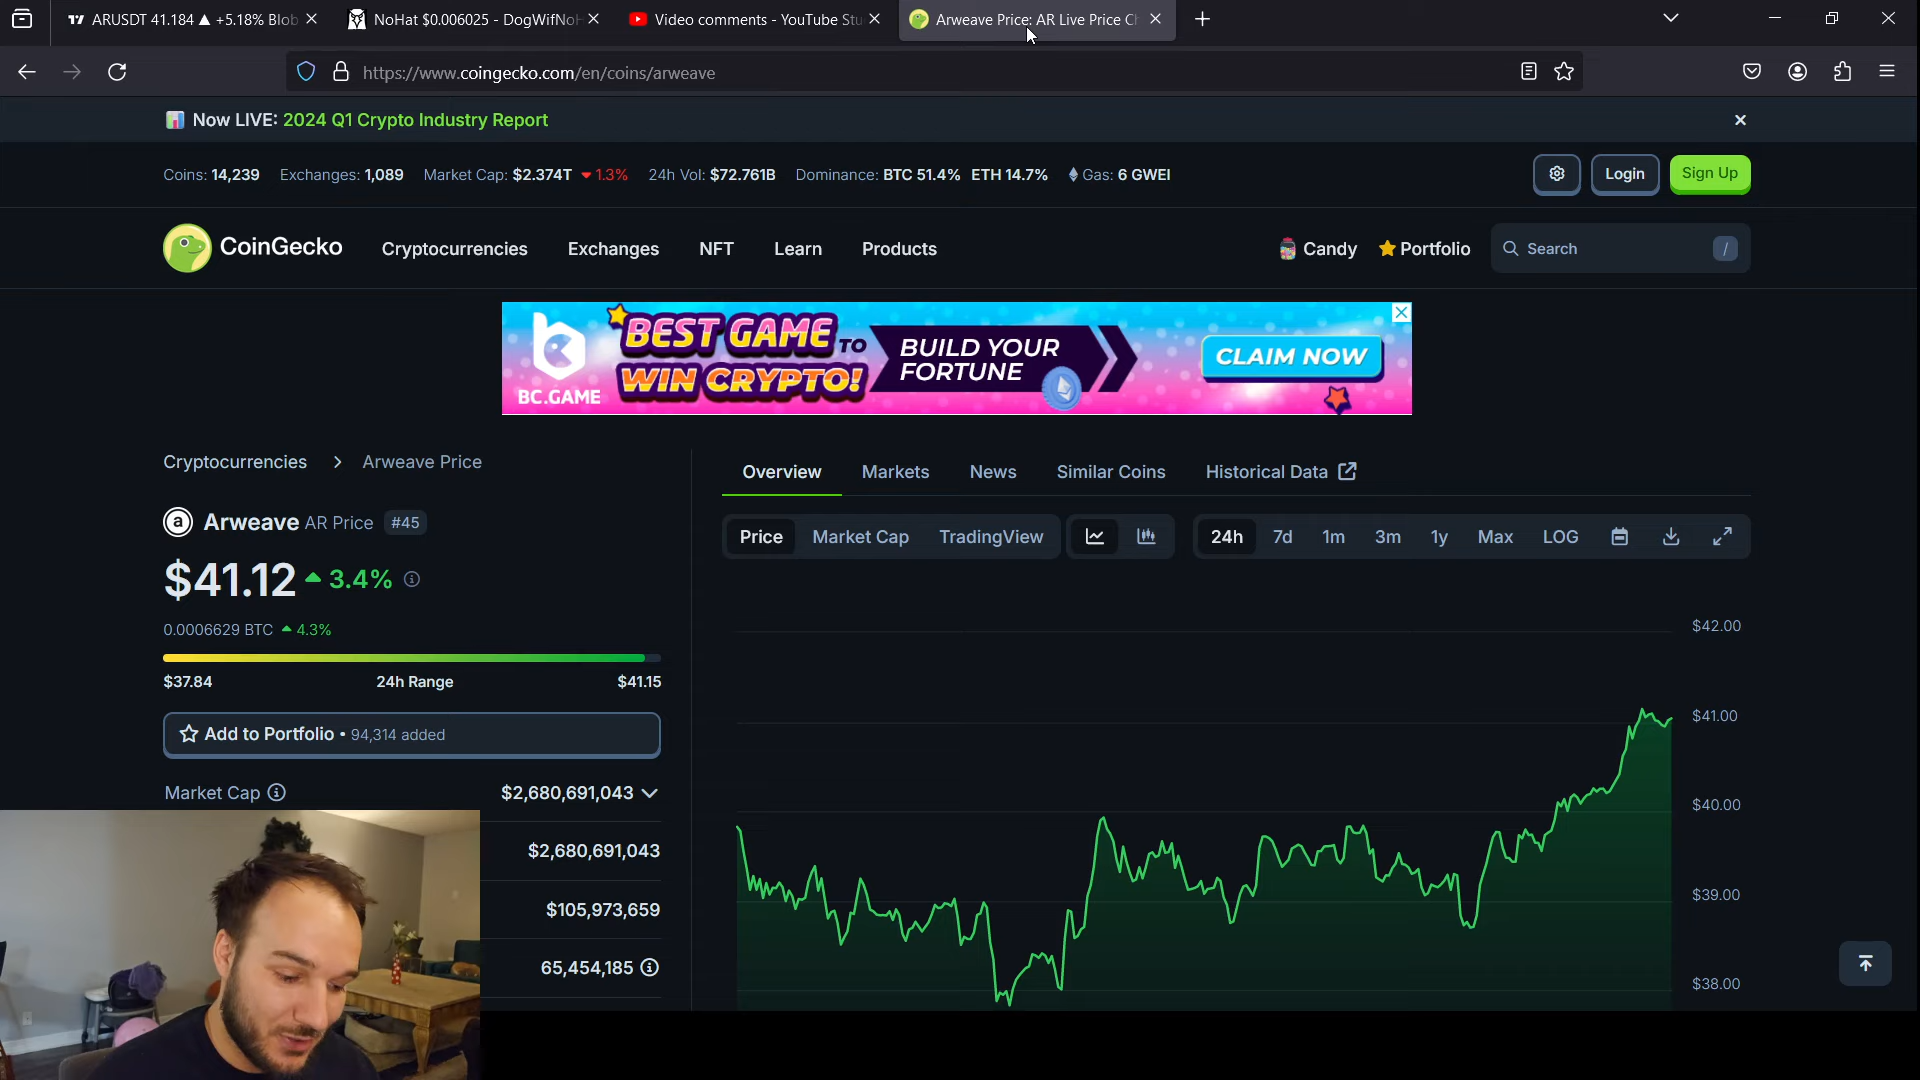 ARUSDT 41.184 ▲ +5.18% Blob
NoHat $0.006025 - DogWifNoH
Video comments - YouTube Stu
Arweave Price: AR Live Price Ch
https://www.coingecko.com/en/coins/arweave
Now LIVE: 2024 Q1 Crypto Industry Report
Coins: 14,239 Exchanges: 1,089 Market Cap: $2.374T 1.3% 24h Vol: $72.761B Dominance: BTC 51.4% ETH 14.7% Gas: 6 GWEI
Login
Sign Up
CoinGecko
Cryptocurrencies Exchanges NFT Learn Products
Candy Portfolio
Search /
BC.GAME
BEST GAME TO
WIN CRYPTO!
BUILD YOUR
FORTUNE
CLAIM NOW
Cryptocurrencies > Arweave Price
Arweave AR Price #45
$41.12 3.4%
0.0006629 BTC 4.3%
$37.84 24h Range $41.15
Add to Portfolio • 94,314 added
Market Cap $2,680,691,043
$2,680,691,043
$105,973,659
65,454,185
Overview Markets News Similar Coins Historical Data
Price Market Cap TradingView
24h 7d 1m 3m 1y Max LOG
$42.00
$41.00
$40.00
$39.00
$38.00